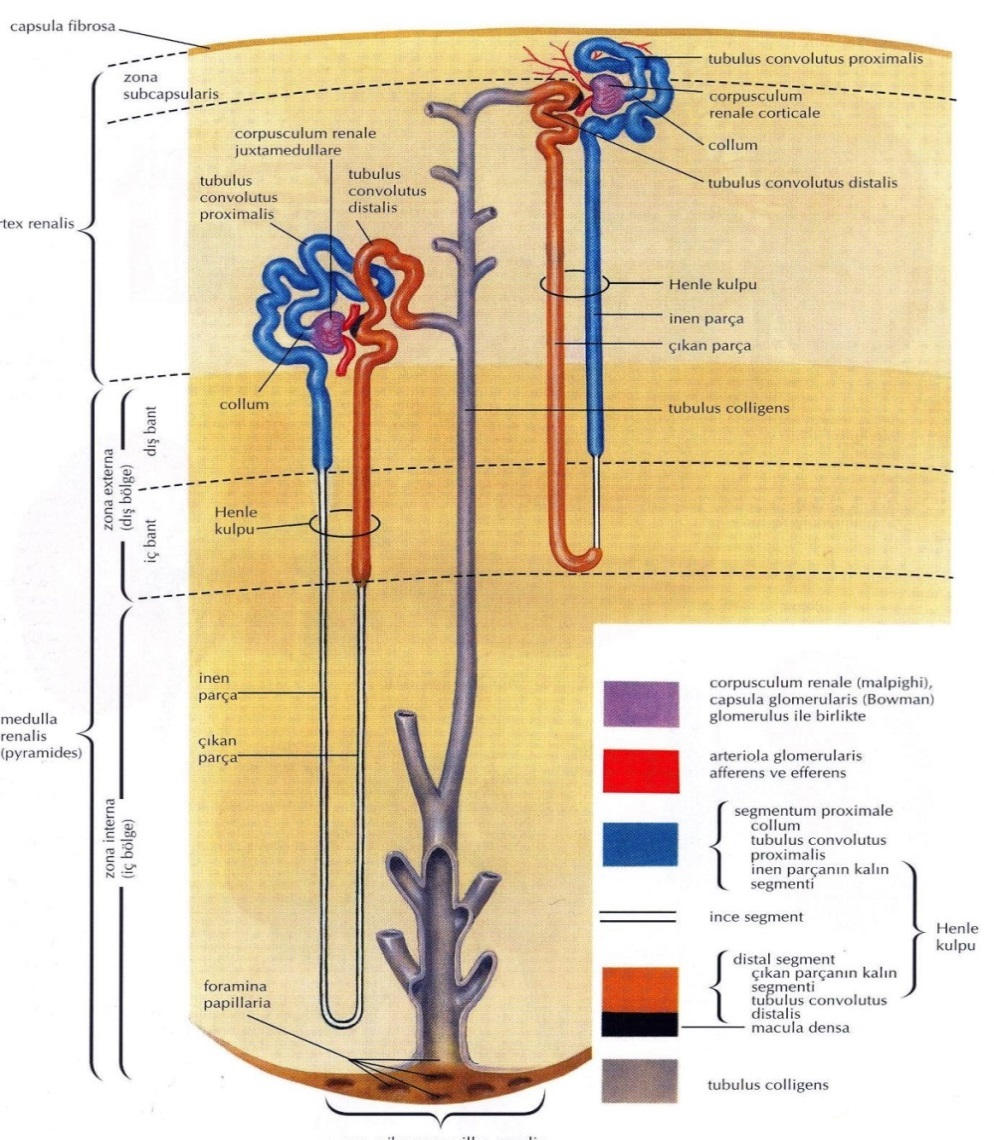 capsula fibrosa
zona
subcapsularis
tubulus convolutus proximalis
corpusculum
renale corticale
collum
tubulus convolutus distalis
corpusculum renale
juxtamedullare
tubulus
convolutus
proximalis
tubulus
convolutus
distalis
rtex renalis
Henle kulpu
inen parça
çıkan parça
collum
tubulus colligens
dış bant
zona externa
(dış bölge)
iç bant
Henle
kulpu
inen
parça
çıkan
parça
medulla
renalis
(pyramides)
zona interna
(iç bölge)
foramina
papillaria
corpusculum renale (malpighi),
capsula glomerularis (Bowman)
glomerulus ile birlikte
arteriola glomerularis
afferens ve efferens
segmentum proximale
collum
tubulus convolutus
proximalis
inen parçanın kalın
segmenti
ince segment
Henle
kulpu
distal segment
çıkan parçanın kalın
segmenti
tubulus convolutus
distalis
macula densa
tubulus colligens